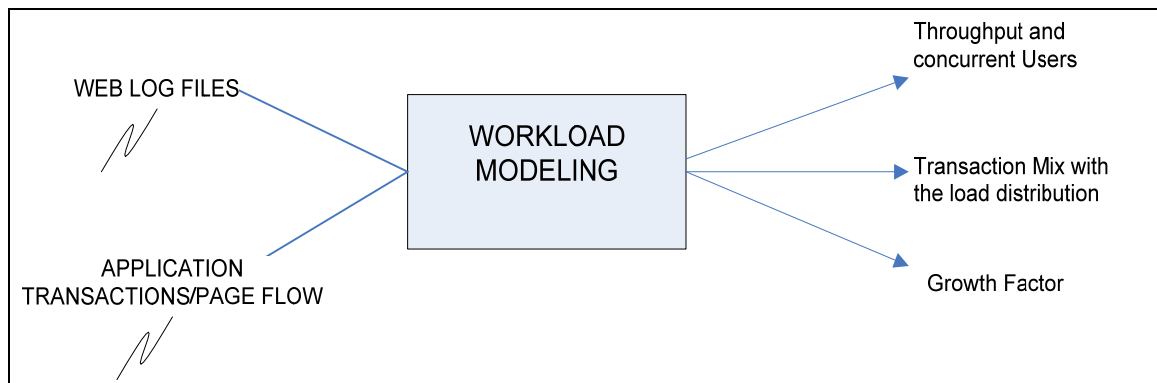 WEB LOG FILES
APPLICATION
TRANSACTIONS/PAGE FLOW
WORKLOAD
MODELING
Throughput and
concurrent Users
Transaction Mix with
the load distribution
Growth Factor